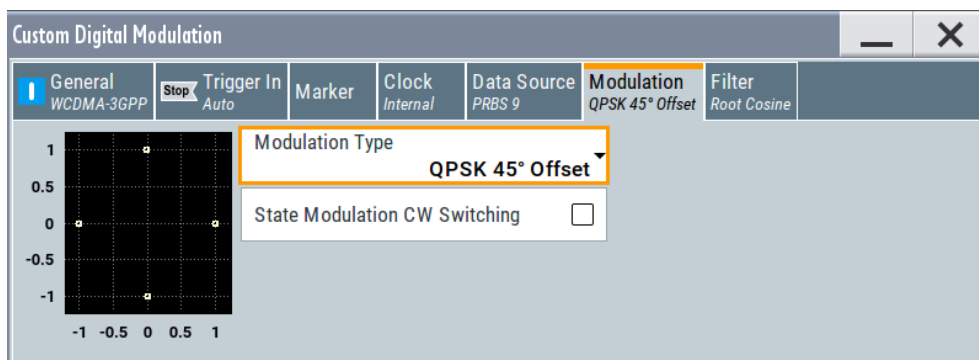 Custom Digital Modulation
General
WCDMA-3GPP
Stop
Trigger In
Auto
Marker
Clock
Internal
Data Source
PRBS 9
Modulation
QPSK 45° Offset
Filter
Root Cosine
1
0.5
0
-0.5
-1
-1 -0.5 0 0.5 1
Modulation Type
QPSK 45° Offset
State Modulation CW Switching